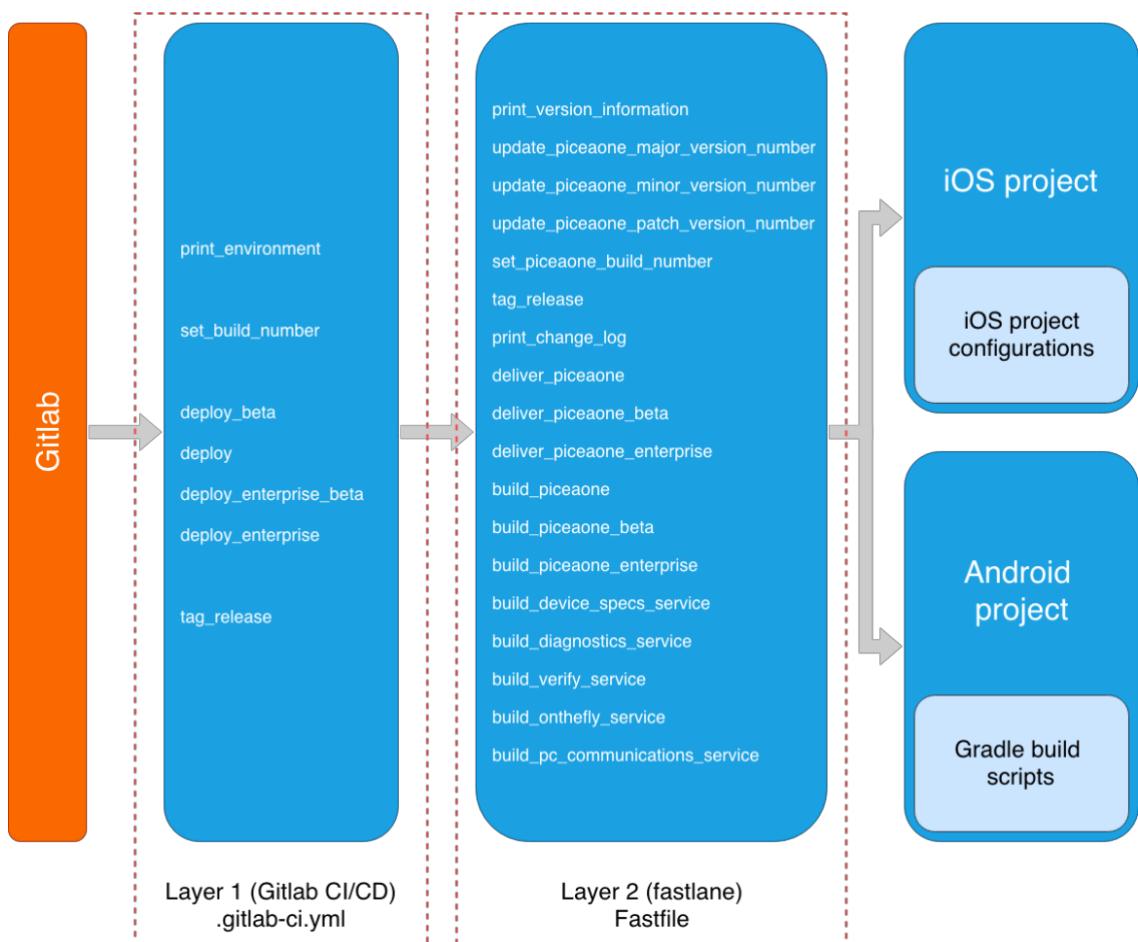 Gitlab
print_environment
set_build_number
deploy_beta
deploy
deploy_enterprise_beta
deploy_enterprise
tag_release
Layer 1 (Gitlab CI/CD)
.gitlab-ci.yml
print_version_information
update_piceaone_major_version_number
update_piceaone_minor_version_number
update_piceaone_patch_version_number
set_piceaone_build_number
tag_release
print_change_log
deliver_piceaone
deliver_piceaone_beta
deliver_piceaone_enterprise
build_piceaone
build_piceaone_beta
build_piceaone_enterprise
build_device_specs_service
build_diagnostics_service
build_verify_service
build_onthefly_service
build_pc_communications_service
Layer 2 (fastlane)
Fastfile
iOS project
iOS project
configurations
Android
project
Gradle build
scripts